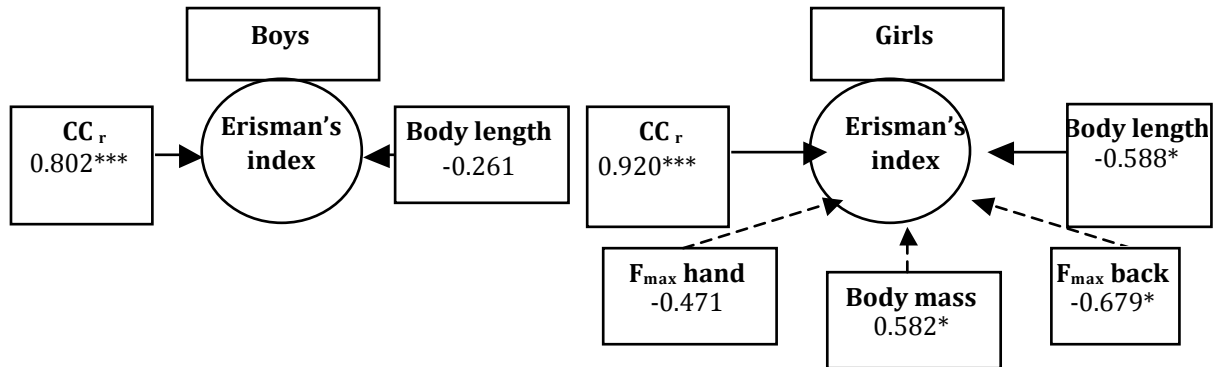 Boys
CC r
0.802***
Erisman's
index
Body length
-0.261
Girls
CC r
0.920***
Erisman's
index
Body length
-0.588*
Fmax hand
-0.471
Body mass
0.582*
Fmax back
-0.679*